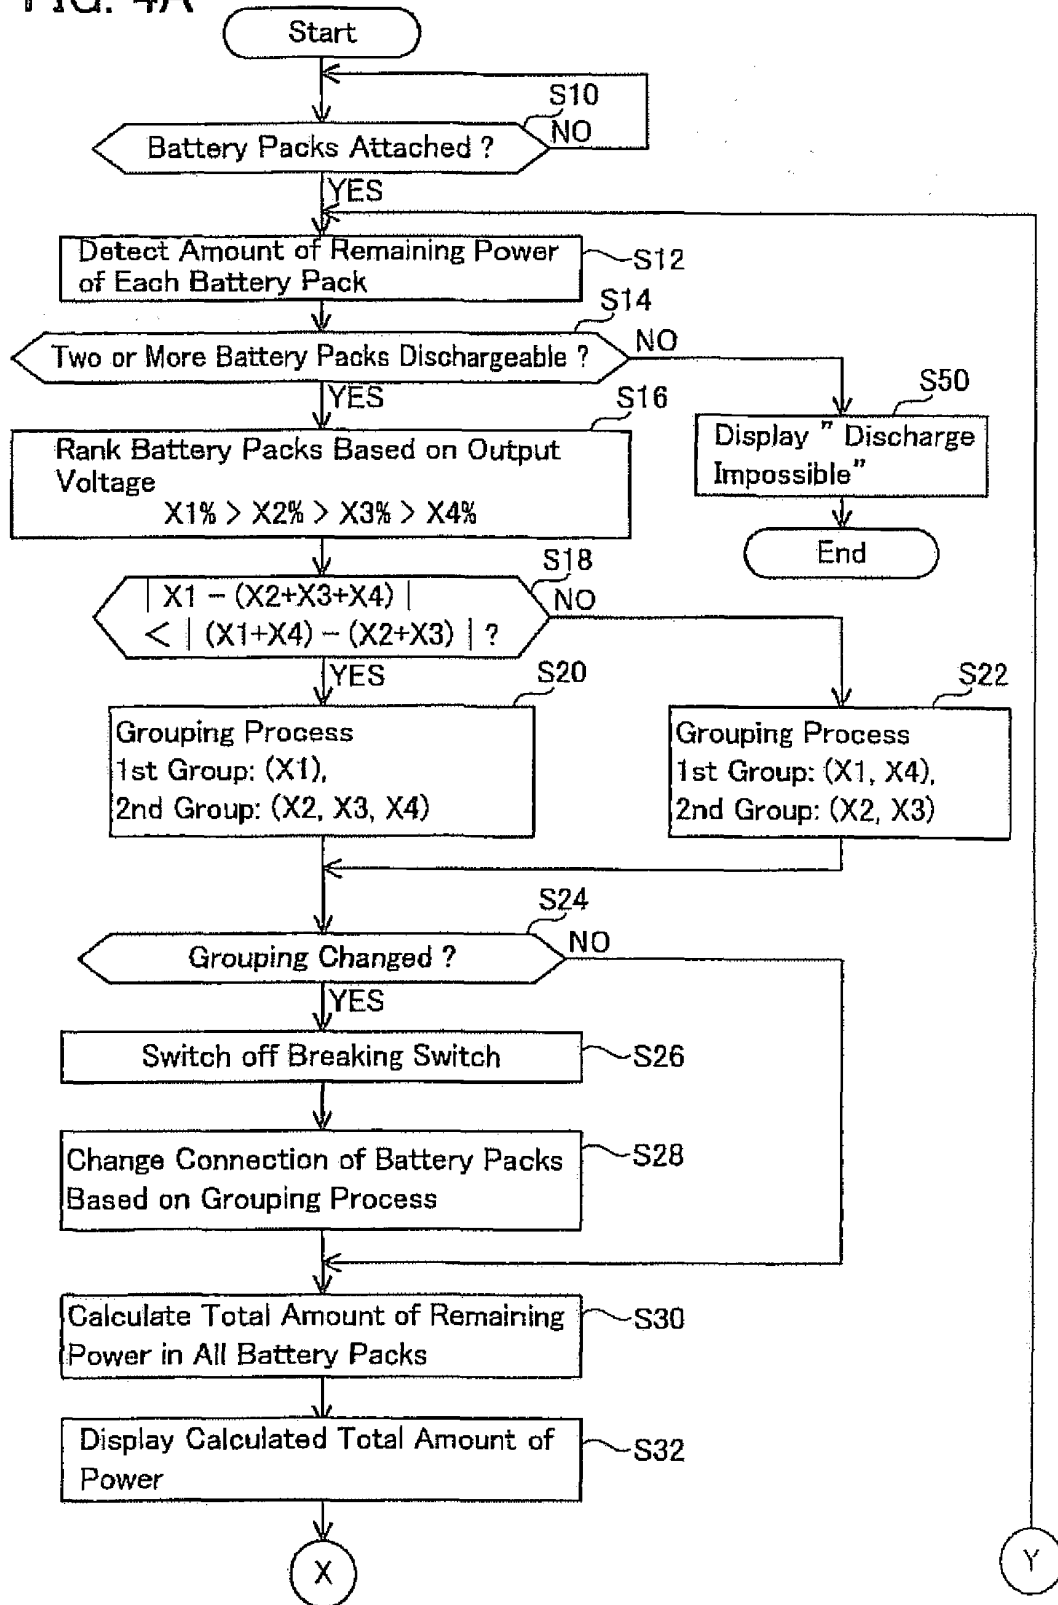 FIG. 4A
Start
S10
Battery Packs Attached ?
NO
YES
Detect Amount of Remaining Power
of Each Battery Pack
S12
S14
Two or More Battery Packs Dischargeable ?
NO
YES
S16
S50
Rank Battery Packs Based on Output
Voltage
X1% > X2% > X3% > X4%
Display " Discharge
Impossible"
End
S18
| X1 − (X2+X3+X4) |
< | (X1+X4) − (X2+X3) | ?
NO
YES
S20
S22
Grouping Process
1st Group: (X1),
2nd Group: (X2, X3, X4)
Grouping Process
1st Group: (X1, X4),
2nd Group: (X2, X3)
S24
Grouping Changed ?
NO
YES
Switch off Breaking Switch
S26
Change Connection of Battery Packs
Based on Grouping Process
S28
Calculate Total Amount of Remaining
Power in All Battery Packs
S30
Display Calculated Total Amount of
Power
S32
X
Y